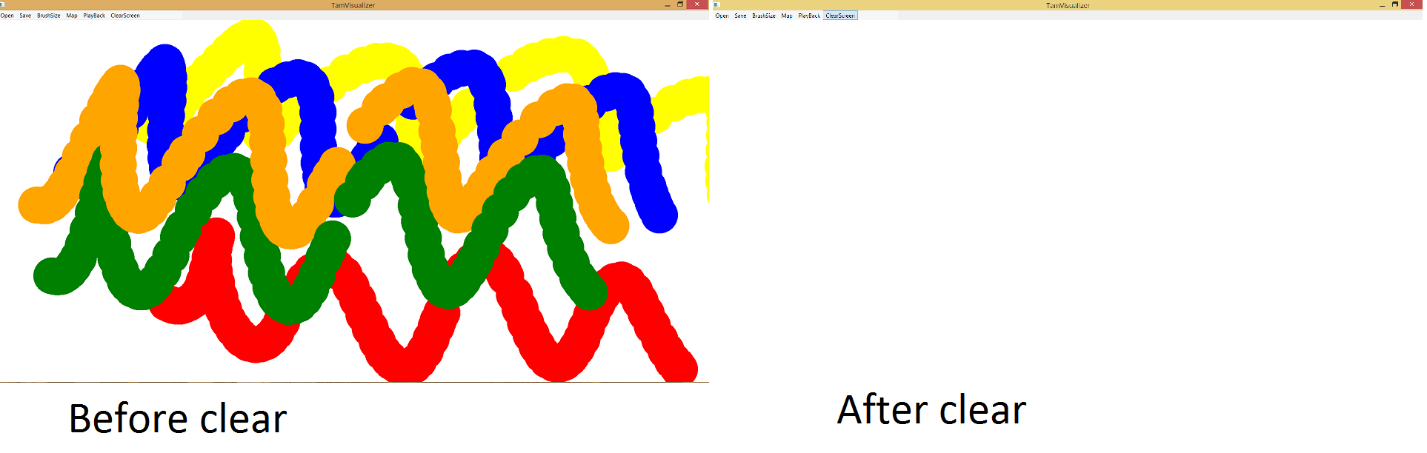 TamVisualizer
Open Save BrushSize Map PlayBack ClearScreen
Before clear
TamVisualizer
Open Save BrushSize Map PlayBack ClearScreen
After clear